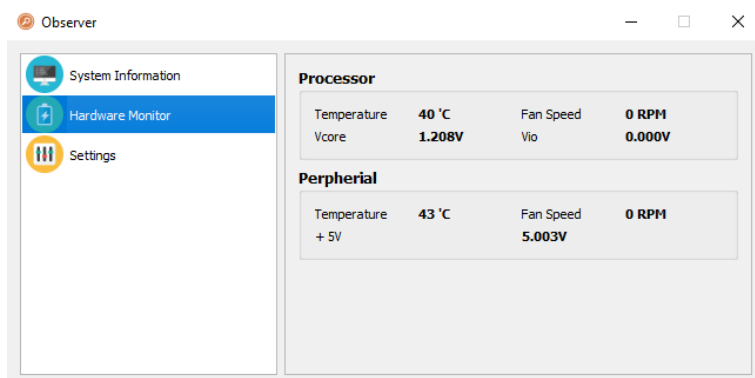 Observer
System Information
Hardware Monitor
Settings
Processor
Temperature 40 'C Fan Speed 0 RPM
Vcore 1.208V Vio 0.000V
Perpherial
Temperature 43 'C Fan Speed 0 RPM
+ 5V 5.003V